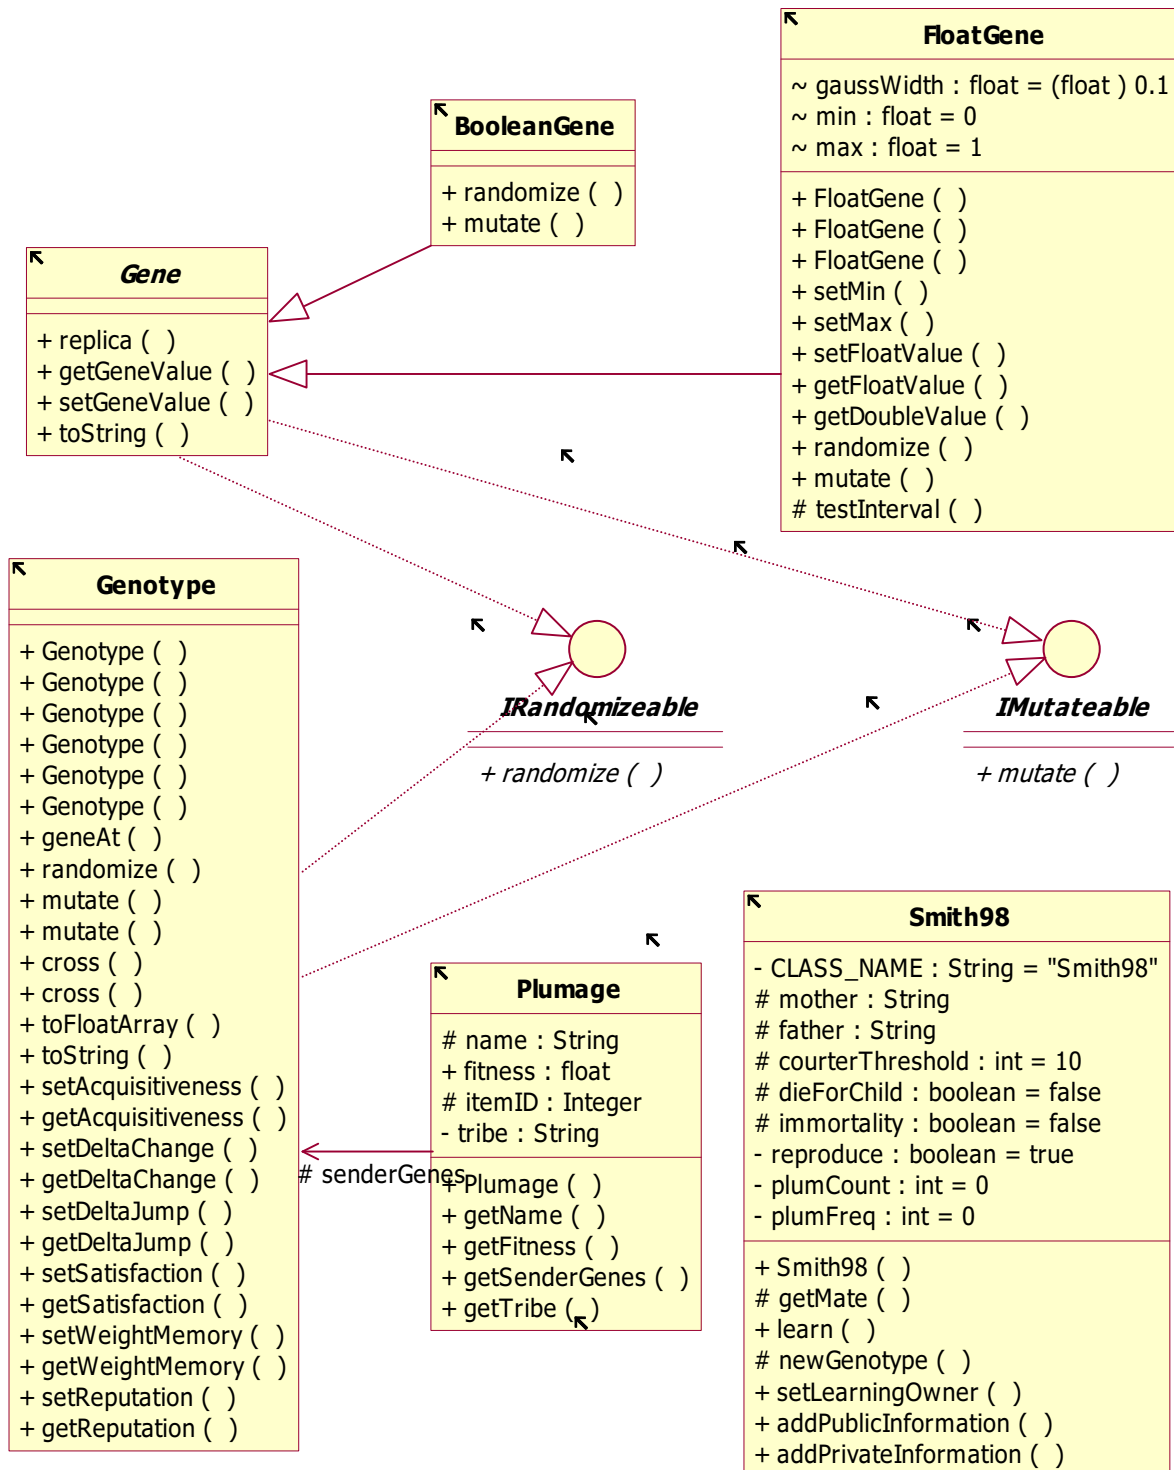 FloatGene
~ gaussWidth : float = (float ) 0.1
~ min : float = 0
~ max : float = 1
+ FloatGene ( )
+ FloatGene ( )
+ FloatGene ( )
+ setMin ( )
+ setMax ( )
+ setFloatValue ( )
+ getFloatValue ( )
+ getDoubleValue ( )
+ randomize ( )
+ mutate ( )
# testInterval ( )
BooleanGene
+ randomize ( )
+ mutate ( )
Gene
+ replica ( )
+ getGeneValue ( )
+ setGeneValue ( )
+ toString ( )
Genotype
+ Genotype ( )
+ Genotype ( )
+ Genotype ( )
+ Genotype ( )
+ Genotype ( )
+ Genotype ( )
+ geneAt ( )
+ randomize ( )
+ mutate ( )
+ mutate ( )
+ cross ( )
+ cross ( )
+ toFloatArray ( )
+ toString ( )
+ setAcquisitiveness ( )
+ getAcquisitiveness ( )
+ setDeltaChange ( )
+ getDeltaChange ( )
+ setDeltaJump ( )
+ getDeltaJump ( )
+ setSatisfaction ( )
+ getSatisfaction ( )
+ setWeightMemory ( )
+ getWeightMemory ( )
+ setReputation ( )
+ getReputation ( )
IRandomizeable
+ randomize ( )
IMutateable
+ mutate ( )
# senderGenes
Plumage
# name : String
+ fitness : float
# itemID : Integer
- tribe : String
+ Plumage ( )
+ getName ( )
+ getFitness ( )
+ getSenderGenes ( )
+ getTribe ( )
Smith98
- CLASS_NAME : String = "Smith98"
# mother : String
# father : String
# courterThreshold : int = 10
# dieForChild : boolean = false
# immortality : boolean = false
- reproduce : boolean = true
- plumCount : int = 0
- plumFreq : int = 0
+ Smith98 ( )
# getMate ( )
+ learn ( )
# newGenotype ( )
+ setLearningOwner ( )
+ addPublicInformation ( )
+ addPrivateInformation ( )